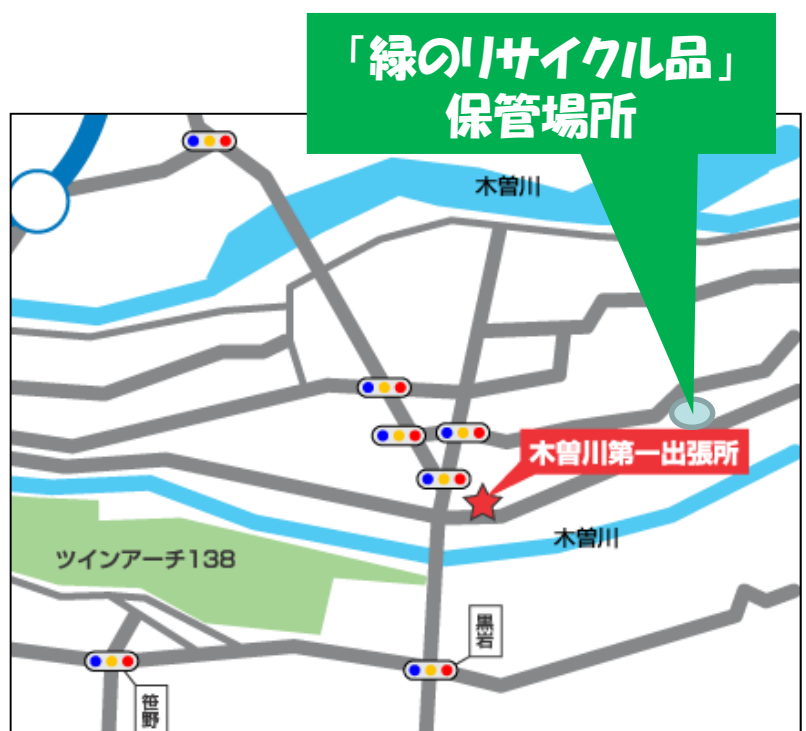 「緑のリサイクル品」
保管場所
木曽川
木曽川第一出張所
木曽川
ツインアーチ138
黒岩
笹野